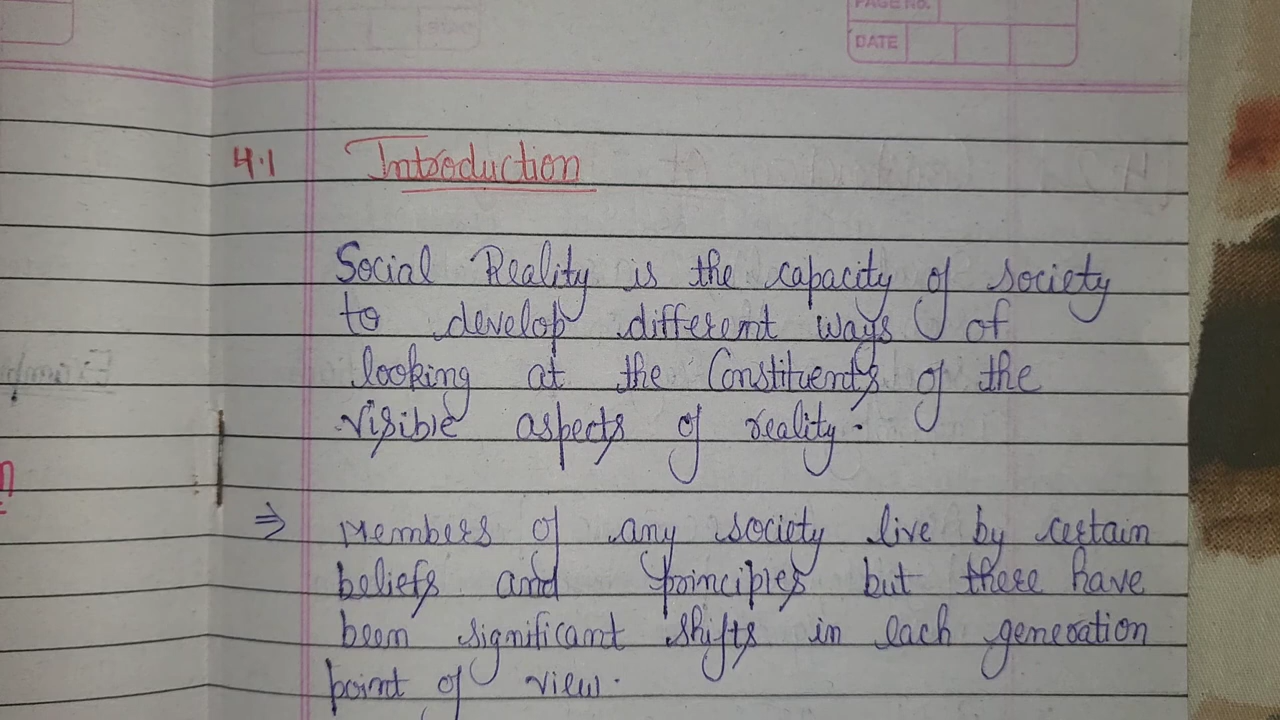 PAGE NO.
DATE
4.1 Introduction
Social Reality is the capacity of society
to develop different ways of
looking at the Constituents of the
visible aspects of reality.
⇒ Members of any society live by certain
beliefs and principles but there have
been significant shifts in each generation
point of view.